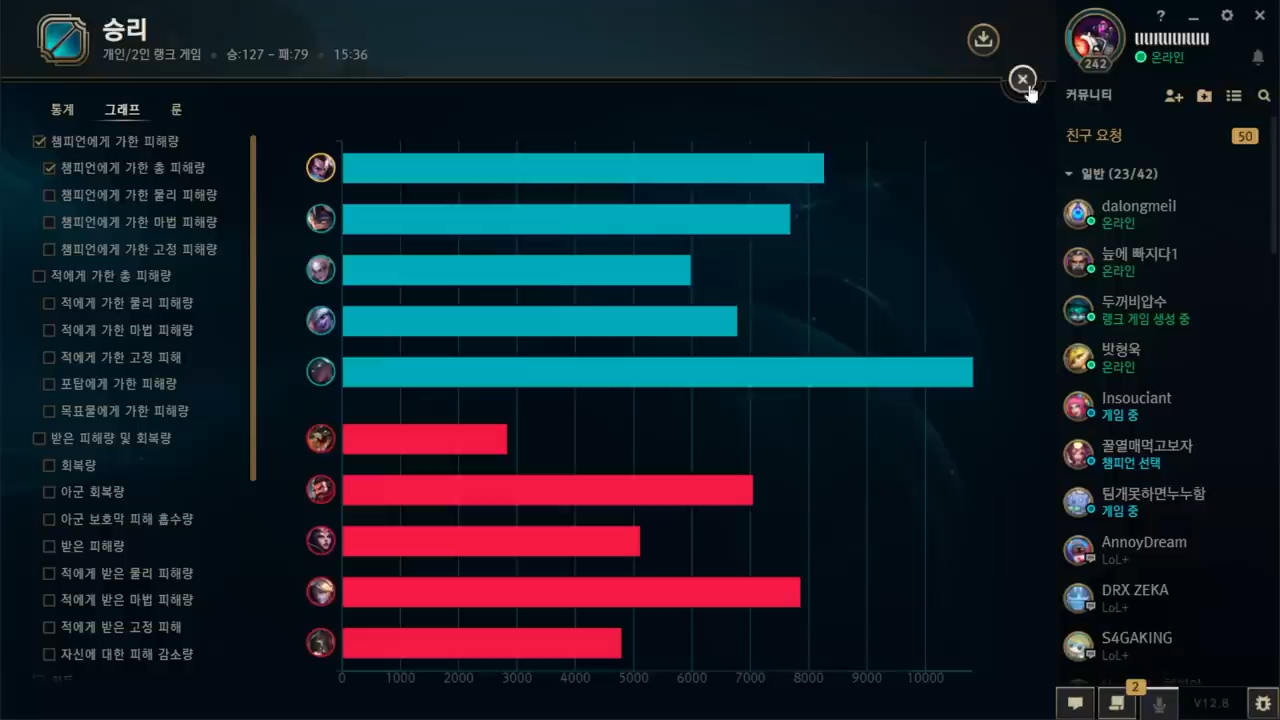 승리
개인/2인 랭크 게임 • 승:127 – 패:79 • 15:36
통계 그래프 룬
챔피언에게 가한 피해량
챔피언에게 가한 총 피해량
챔피언에게 가한 물리 피해량
챔피언에게 가한 마법 피해량
챔피언에게 가한 고정 피해량
적에게 가한 총 피해량
적에게 가한 물리 피해량
적에게 가한 마법 피해량
적에게 가한 고정 피해
포탑에게 가한 피해량
목표물에게 가한 피해량
받은 피해량 및 회복량
회복량
아군 회복량
아군 보호막 피해 흡수량
받은 피해량
적에게 받은 물리 피해량
적에게 받은 마법 피해량
적에게 받은 고정 피해
자신에 대한 피해 감소량
0 1000 2000 3000 4000 5000 6000 7000 8000 9000 10000
?
242
온라인
커뮤니티
친구 요청 50
일반 (23/42)
dalongmeil
온라인
늪에 빠지다1
온라인
두꺼비압수
랭크 게임 생성 중
밧형욱
온라인
Insouciant
게임 중
꿀열매먹고보자
챔피언 선택
팀개못하면누누함
게임 중
AnnoyDream
LoL+
DRX ZEKA
LoL+
S4GAKING
LoL+
2
V12.8